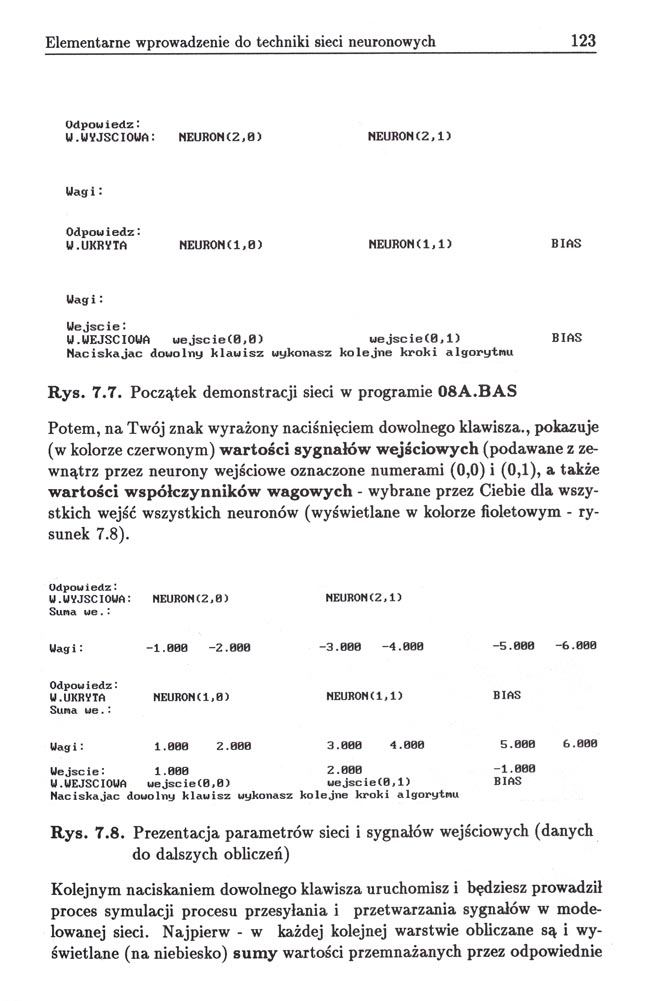 Elementarne wprowadzenie do techniki sieci neuronowych 123
Odpowiedz:
W.WYJSCIOWA: NEURON(2,0) NEURON(2,1)
Wagi:
Odpowiedz:
W.UKRYTA NEURON(1,0) NEURON(1,1) BIAS
Wagi:
Wejscie:
W.WEJSCIOWA wejscie(0,0) wejscie(0,1) BIAS
Naciskajac dowolny klawisz wykonasz kolejne kroki algorytmu
Rys. 7.7. Początek demonstracji sieci w programie 08A.BAS
Potem, na Twój znak wyrażony naciśnięciem dowolnego klawisza., pokazuje
(w kolorze czerwonym) wartości sygnałów wejściowych (podawane z ze-
wnątrz przez neurony wejściowe oznaczone numerami (0,0) i (0,1), a także
wartości współczynników wagowych - wybrane przez Ciebie dla wszy-
stkich wejść wszystkich neuronów (wyświetlane w kolorze fioletowym - ry-
sunek 7.8).
Odpowiedz:
W.WYJSCIOWA: NEURON(2,0) NEURON(2,1)
Suma we.:
Wagi: -1.000 -2.000 -3.000 -4.000 -5.000 -6.000
Odpowiedz:
W.UKRYTA NEURON(1,0) NEURON(1,1) BIAS
Suma we.:
Wagi: 1.000 2.000 3.000 4.000 5.000 6.000
Wejscie: 1.000 2.000 -1.000
W.WEJSCIOWA wejscie(0,0) wejscie(0,1) BIAS
Naciskajac dowolny klawisz wykonasz kolejne kroki algorytmu
Rys. 7.8. Prezentacja parametrów sieci i sygnałów wejściowych (danych
do dalszych obliczeń)
Kolejnym naciskaniem dowolnego klawisza uruchomisz i będziesz prowadził
proces symulacji procesu przesyłania i przetwarzania sygnałów w mode-
lowanej sieci. Najpierw - w każdej kolejnej warstwie obliczane są i wy-
świetlane (na niebiesko) sumy wartości przemnażanych przez odpowiednie